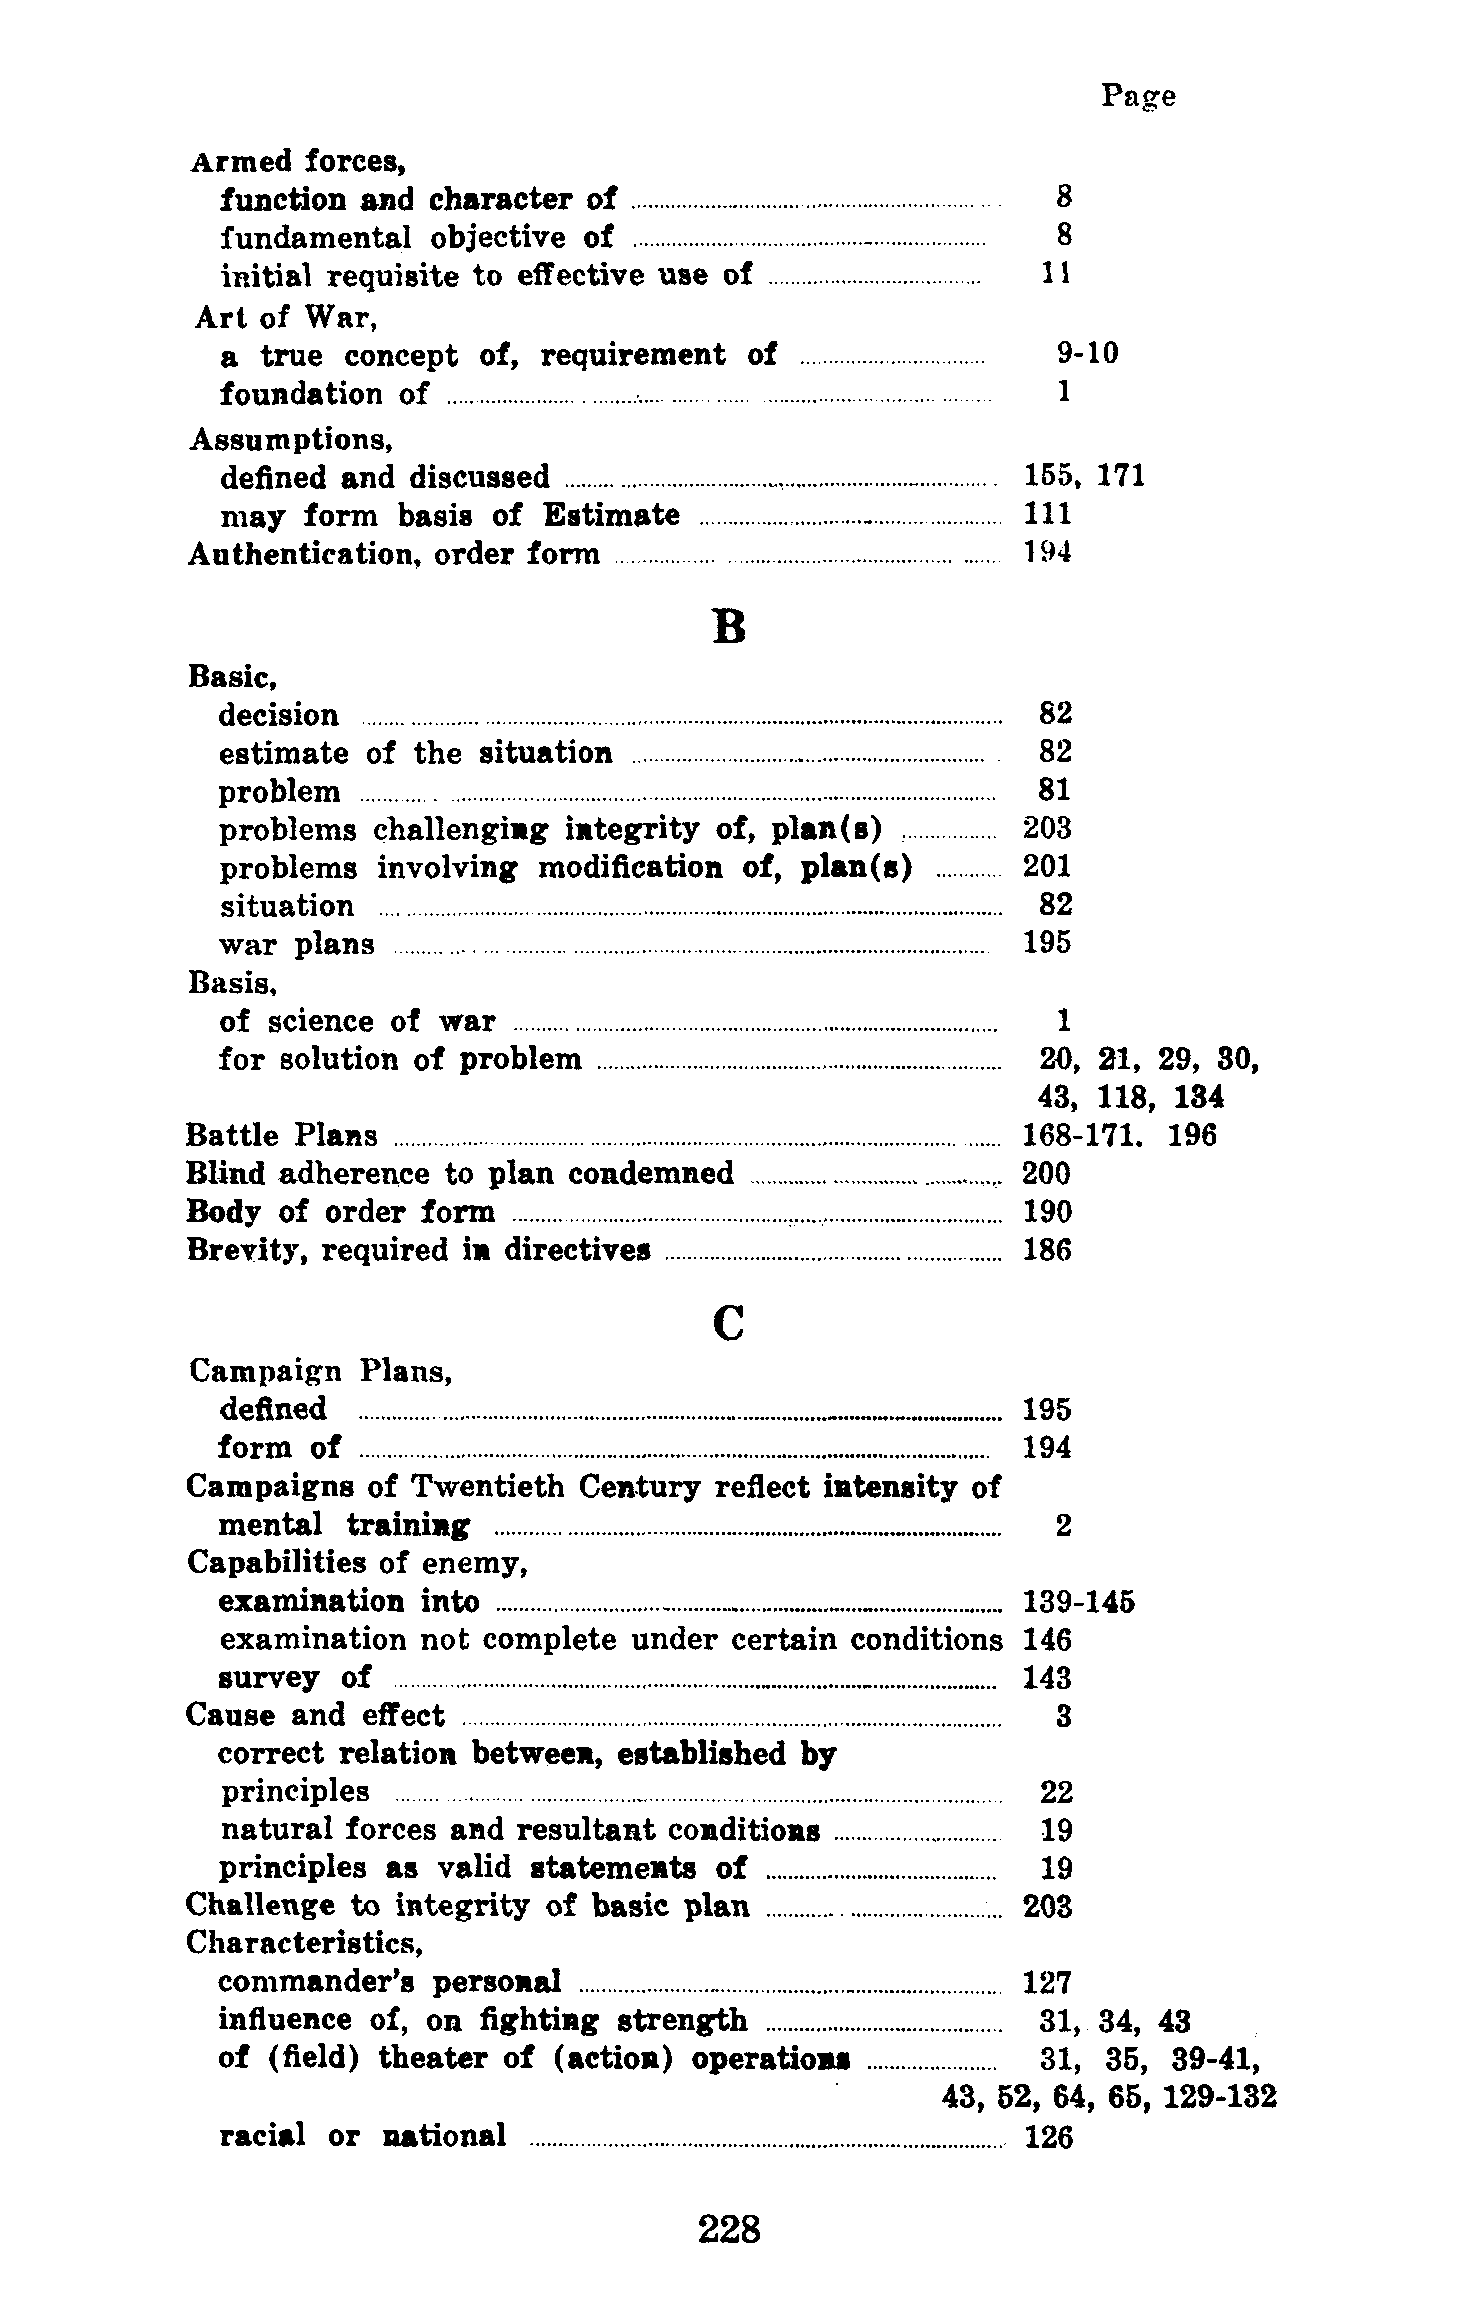 Page
Armed forces,
function and character of 8
fundamental objective of 8
initial requisite to effective use of 11
Art of War,
a true concept of, requirement of 9-10
foundation of 1
Assumptions,
defined and discussed 155, 171
may form basis of Estimate 111
Authentication, order form 194
B
Basic,
decision 82
estimate of the situation 82
problem 81
problems challenging integrity of, plan(s) 203
problems involving modification of, plan(s) 201
situation 82
war plans 195
Basis,
of science of war 1
for solution of problem 20, 21, 29, 30,
43, 118, 134
Battle Plans 168-171. 196
Blind adherence to plan condemned 200
Body of order form 190
Brevity, required in directives 186
C
Campaign Plans,
defined 195
form of 194
Campaigns of Twentieth Century reflect intensity of
mental training 2
Capabilities of enemy,
examination into 139-145
examination not complete under certain conditions 146
survey of 143
Cause and effect 3
correct relation between, established by
principles 22
natural forces and resultant conditions 19
principles as valid statements of 19
Challenge to integrity of basic plan 203
Characteristics,
commander's personal 127
influence of, on fighting strength 31, 34, 43
of (field) theater of (action) operations 31, 35, 39-41,
43, 52, 64, 65, 129-132
racial or national 126
228